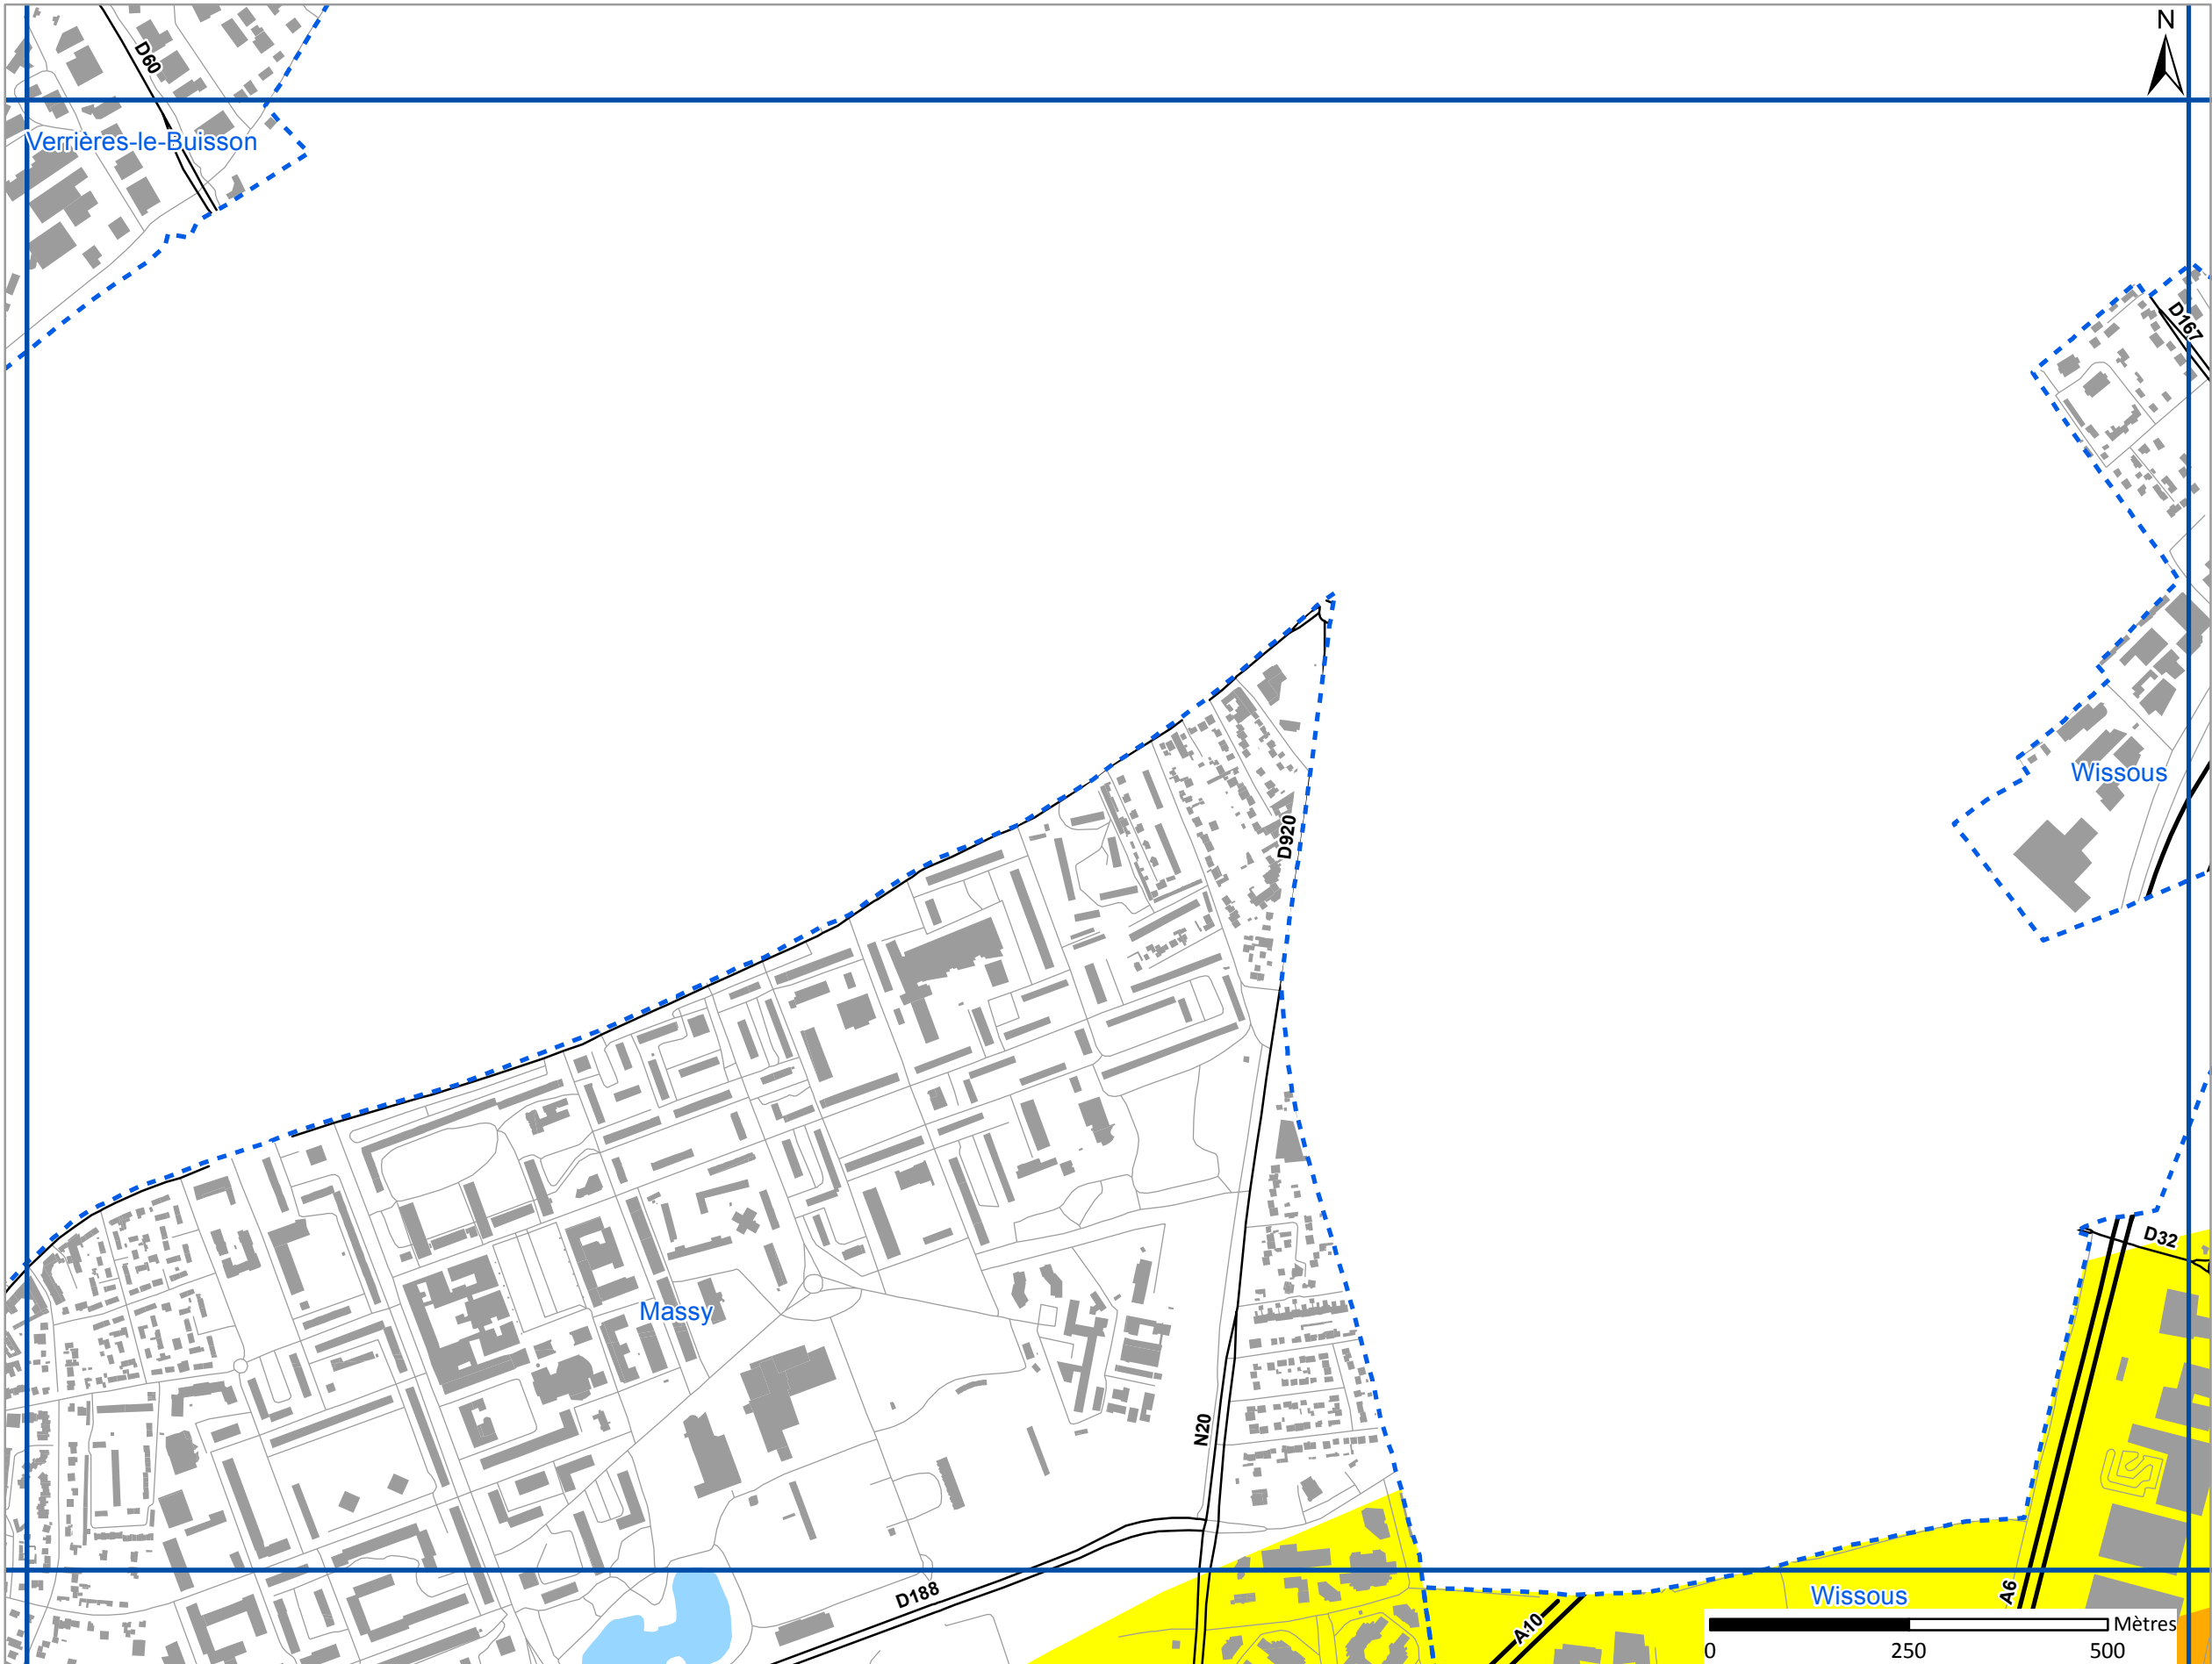 N
D60
Verrières-le-Buisson
D167
Wissous
D920
D32
Massy
N20
D188
A10
A6
Wissous
Mètres
0 250 500